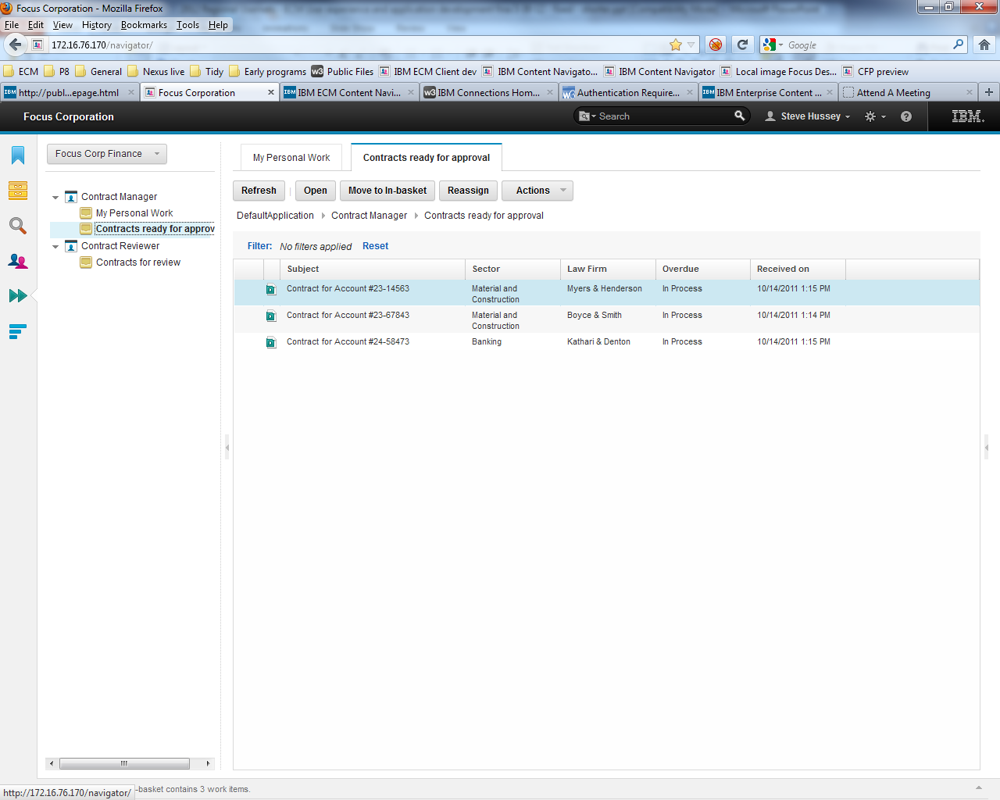 Focus Corporation - Mozilla Firefox
File Edit View History Bookmarks Tools Help
172.16.76.170/navigator/
Google
ECM P8 General Nexus live Tidy Early programs w3 Public Files IBM ECM Client dev IBM Content Navigato... IBM Content Navigator Local image Focus Des... CFP preview
IBM http://publ...epage.html Focus Corporation IBM IBM ECM Content Navi... w3 IBM Connections Hom... Authentication Require... IBM IBM Enterprise Content ... Attend A Meeting
Focus Corporation
Search
Steve Hussey
IBM.
Focus Corp Finance
My Personal Work
Contracts ready for approval
Refresh Open Move to In-basket Reassign Actions
DefaultApplication Contract Manager Contracts ready for approval
Contract Manager
My Personal Work
Contracts ready for approv
Contract Reviewer
Contracts for review
Filter: No filters applied Reset
Subject Sector Law Firm Overdue Received on
Contract for Account #23-14563 Material and Construction Myers & Henderson In Process 10/14/2011 1:15 PM
Contract for Account #23-67843 Material and Construction Boyce & Smith In Process 10/14/2011 1:14 PM
Contract for Account #24-58473 Banking Kathari & Denton In Process 10/14/2011 1:15 PM
http://172.16.76.170/navigator/
-basket contains 3 work items.